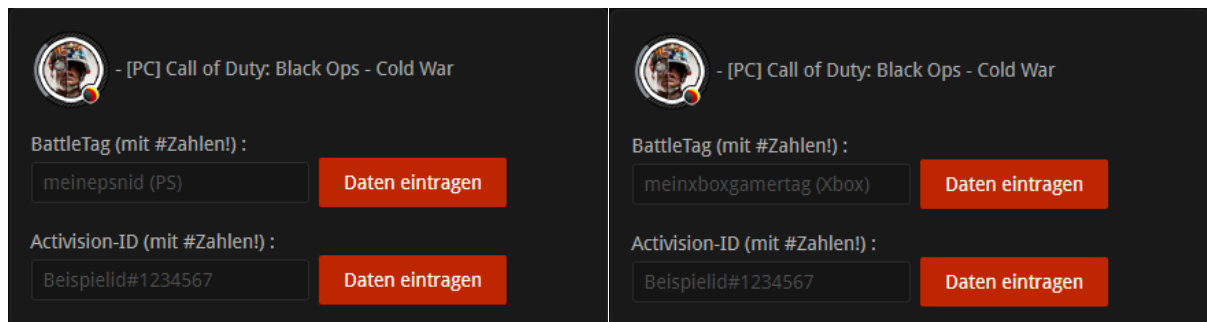 - [PC] Call of Duty: Black Ops - Cold War
BattleTag (mit #Zahlen!) :
meinepsnid (PS)
Daten eintragen
Activision-ID (mit #Zahlen!) :
Beispielid#1234567
Daten eintragen
- [PC] Call of Duty: Black Ops - Cold War
BattleTag (mit #Zahlen!) :
meinxboxgamertag (Xbox)
Daten eintragen
Activision-ID (mit #Zahlen!) :
Beispielid#1234567
Daten eintragen